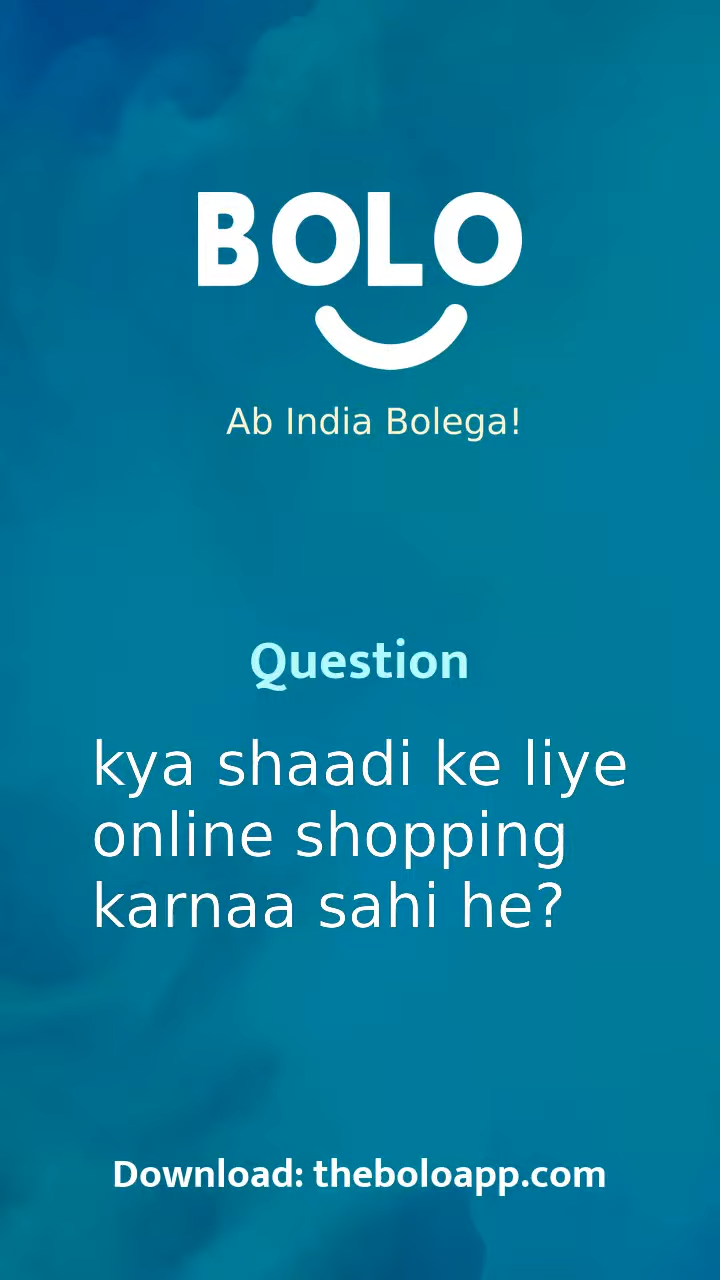 BOLO
Ab India Bolega!
Question
kya shaadi ke liye
online shopping
karnaa sahi he?
Download: theboloapp.com